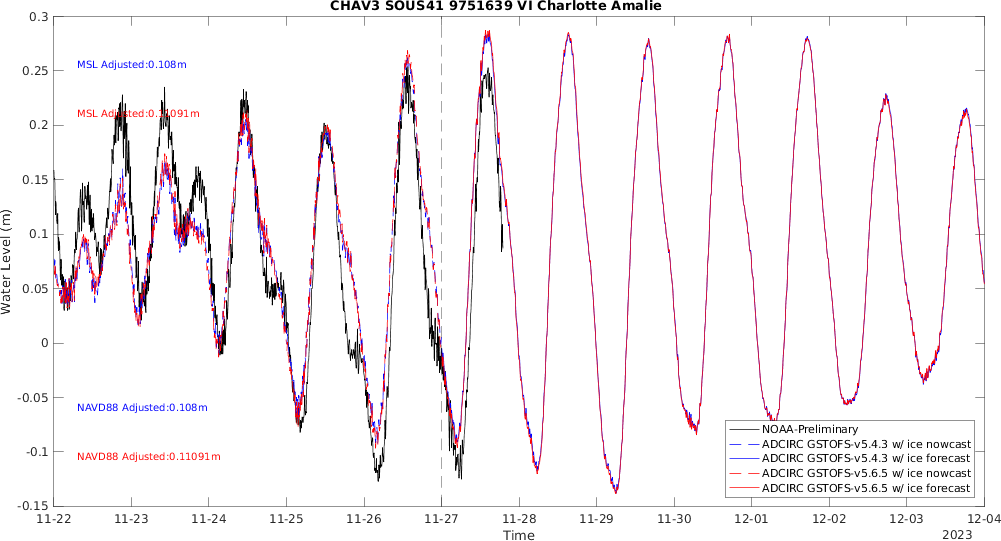 CHAV3 SOUS41 9751639 VI Charlotte Amalie
0.3
0.25
0.2
0.15
0.1
0.05
0
-0.05
-0.1
-0.15
Water Level (m)
MSL Adjusted:0.108m
MSL Adjusted:0.11091m
NAVD88 Adjusted:0.108m
NAVD88 Adjusted:0.11091m
NOAA-Preliminary
ADCIRC GSTOFS-v5.4.3 w/ ice nowcast
ADCIRC GSTOFS-v5.4.3 w/ ice forecast
ADCIRC GSTOFS-v5.6.5 w/ ice nowcast
ADCIRC GSTOFS-v5.6.5 w/ ice forecast
11-22 11-23 11-24 11-25 11-26 11-27 11-28 11-29 11-30 12-01 12-02 12-03 12-04
Time
2023